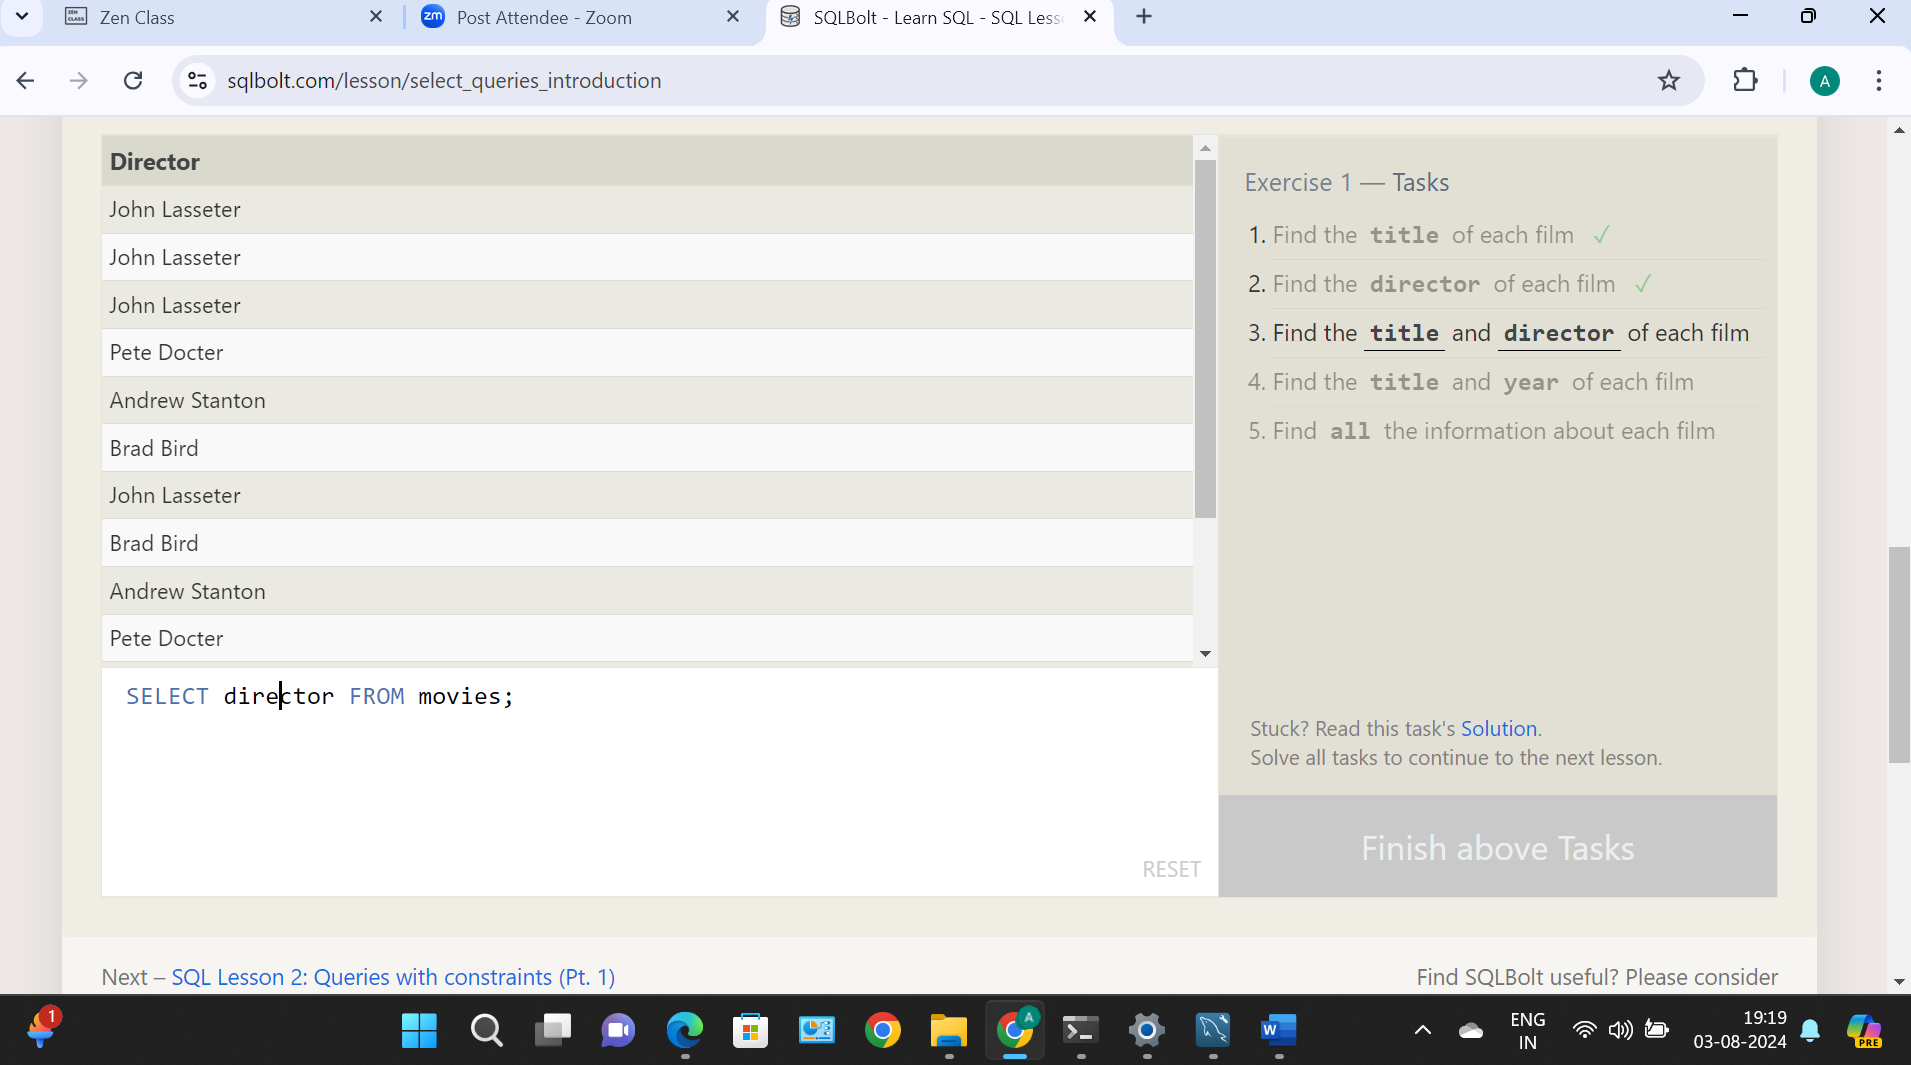 Zen Class
Post Attendee - Zoom
SQLBolt - Learn SQL - SQL Less
sqlbolt.com/lesson/select_queries_introduction
A
Director
John Lasseter
John Lasseter
John Lasseter
Pete Docter
Andrew Stanton
Brad Bird
John Lasseter
Brad Bird
Andrew Stanton
Pete Docter
SELECT director FROM movies;
RESET
Exercise 1 — Tasks
1. Find the title of each film ✓
2. Find the director of each film ✓
3. Find the title and director of each film
4. Find the title and year of each film
5. Find all the information about each film
Stuck? Read this task's Solution.
Solve all tasks to continue to the next lesson.
Finish above Tasks
Next – SQL Lesson 2: Queries with constraints (Pt. 1)
Find SQLBolt useful? Please consider
1
A
W
ENG
IN
19:19
03-08-2024
PRE